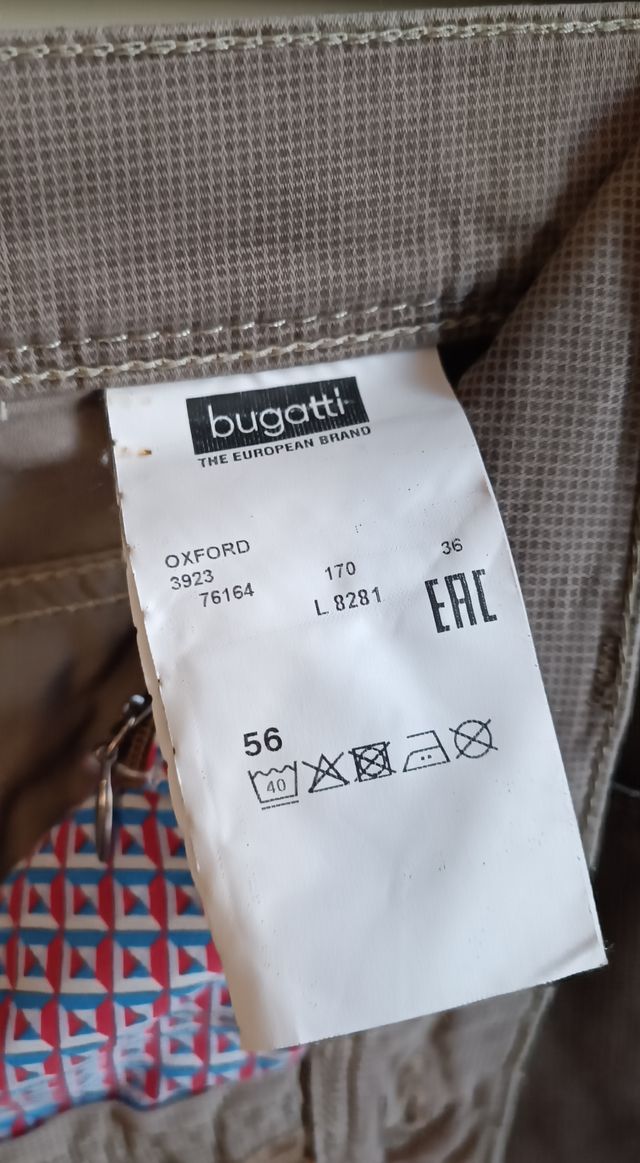 bugatti
THE EUROPEAN BRAND
OXFORD
3923 170 36
76164 L 8281 EAC
56
40